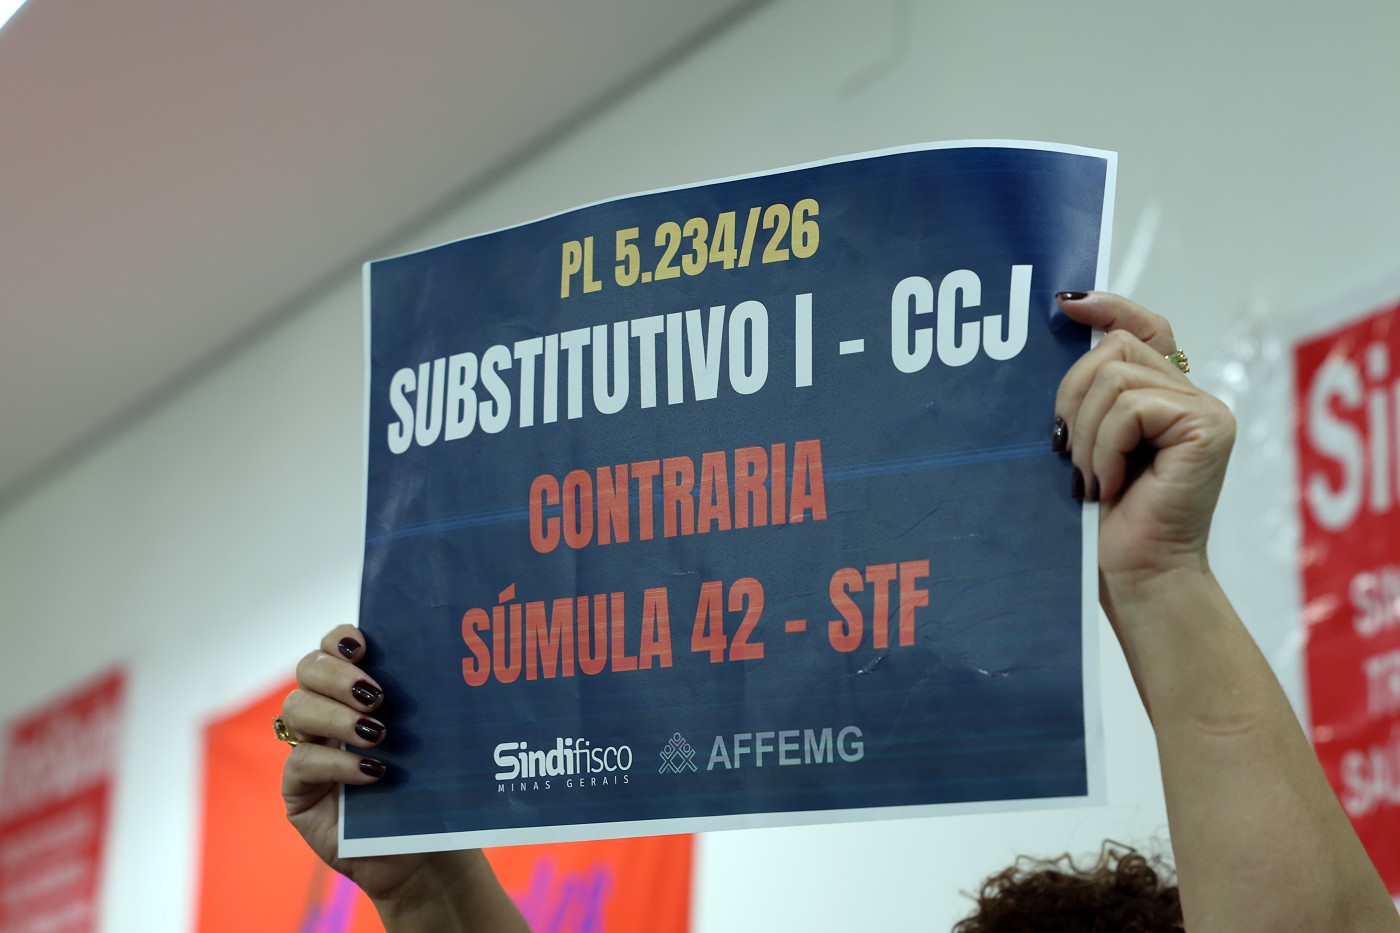 PL 5.234/26
SUBSTITUTIVO I - CCJ
CONTRARIA
SÚMULA 42 - STF
Sindifisco
MINAS GERAIS
AFFEMG